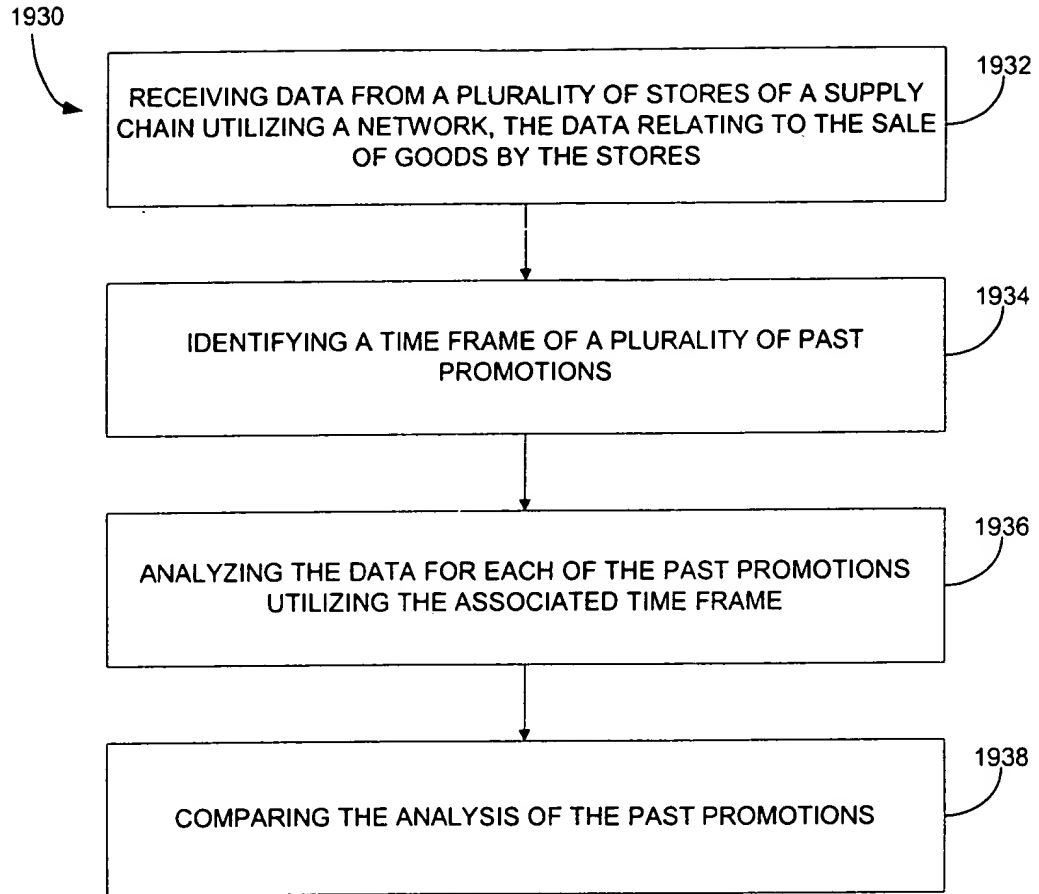 1930
1932
RECEIVING DATA FROM A PLURALITY OF STORES OF A SUPPLY
CHAIN UTILIZING A NETWORK, THE DATA RELATING TO THE SALE
OF GOODS BY THE STORES
1934
IDENTIFYING A TIME FRAME OF A PLURALITY OF PAST
PROMOTIONS
1936
ANALYZING THE DATA FOR EACH OF THE PAST PROMOTIONS
UTILIZING THE ASSOCIATED TIME FRAME
1938
COMPARING THE ANALYSIS OF THE PAST PROMOTIONS